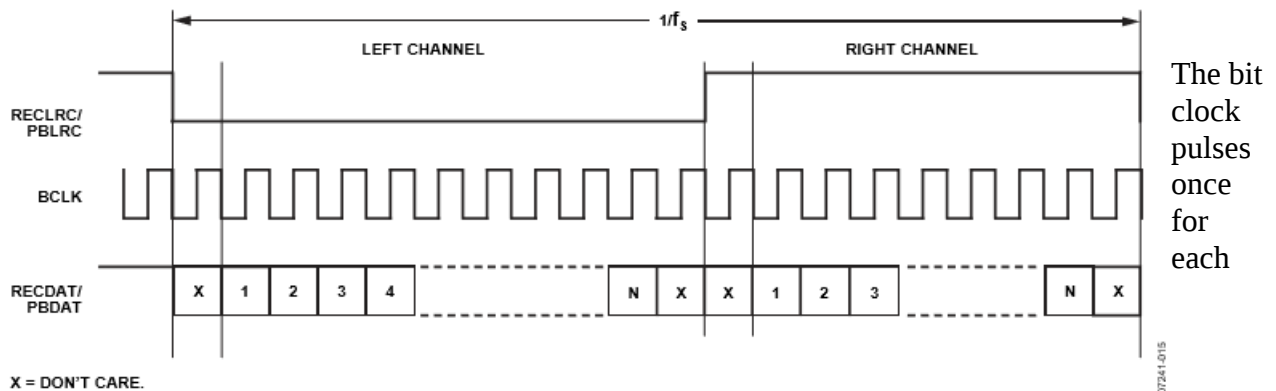 1/fs
LEFT CHANNEL RIGHT CHANNEL
RECLRC/
PBLRC
BCLK
RECDAT/
PBDAT
X 1 2 3 4 N X X 1 2 3 N X
X = DON'T CARE.
07241-015
The bit
clock
pulses
once
for
each